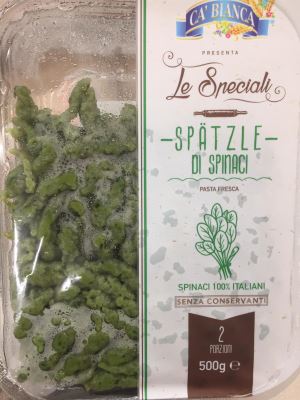 CA' BIANCA
PRESENTA
Le Speciali
SPÄTZLE
DI SPINACI
PASTA FRESCA
SPINACI 100% ITALIANI
SENZA CONSERVANTI
2
PORZIONI
500g ℮